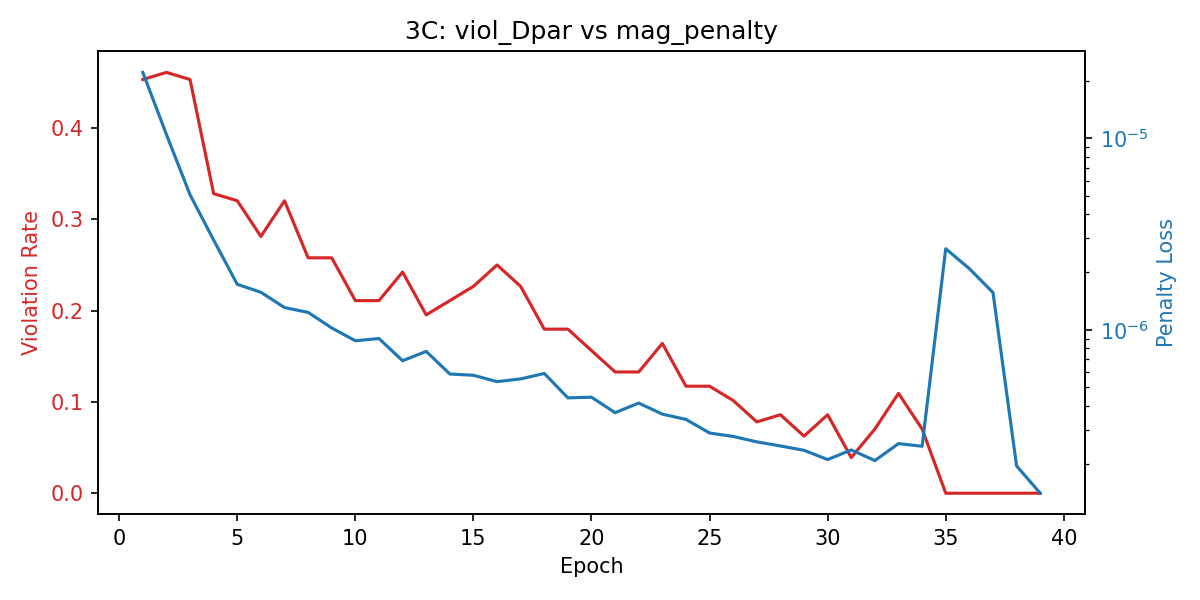 3C: viol_Dpar vs mag_penalty
Violation Rate
0.4
0.3
0.2
0.1
0.0
10⁻⁵
10⁻⁶
Penalty Loss
0 5 10 15 20 25 30 35 40
Epoch